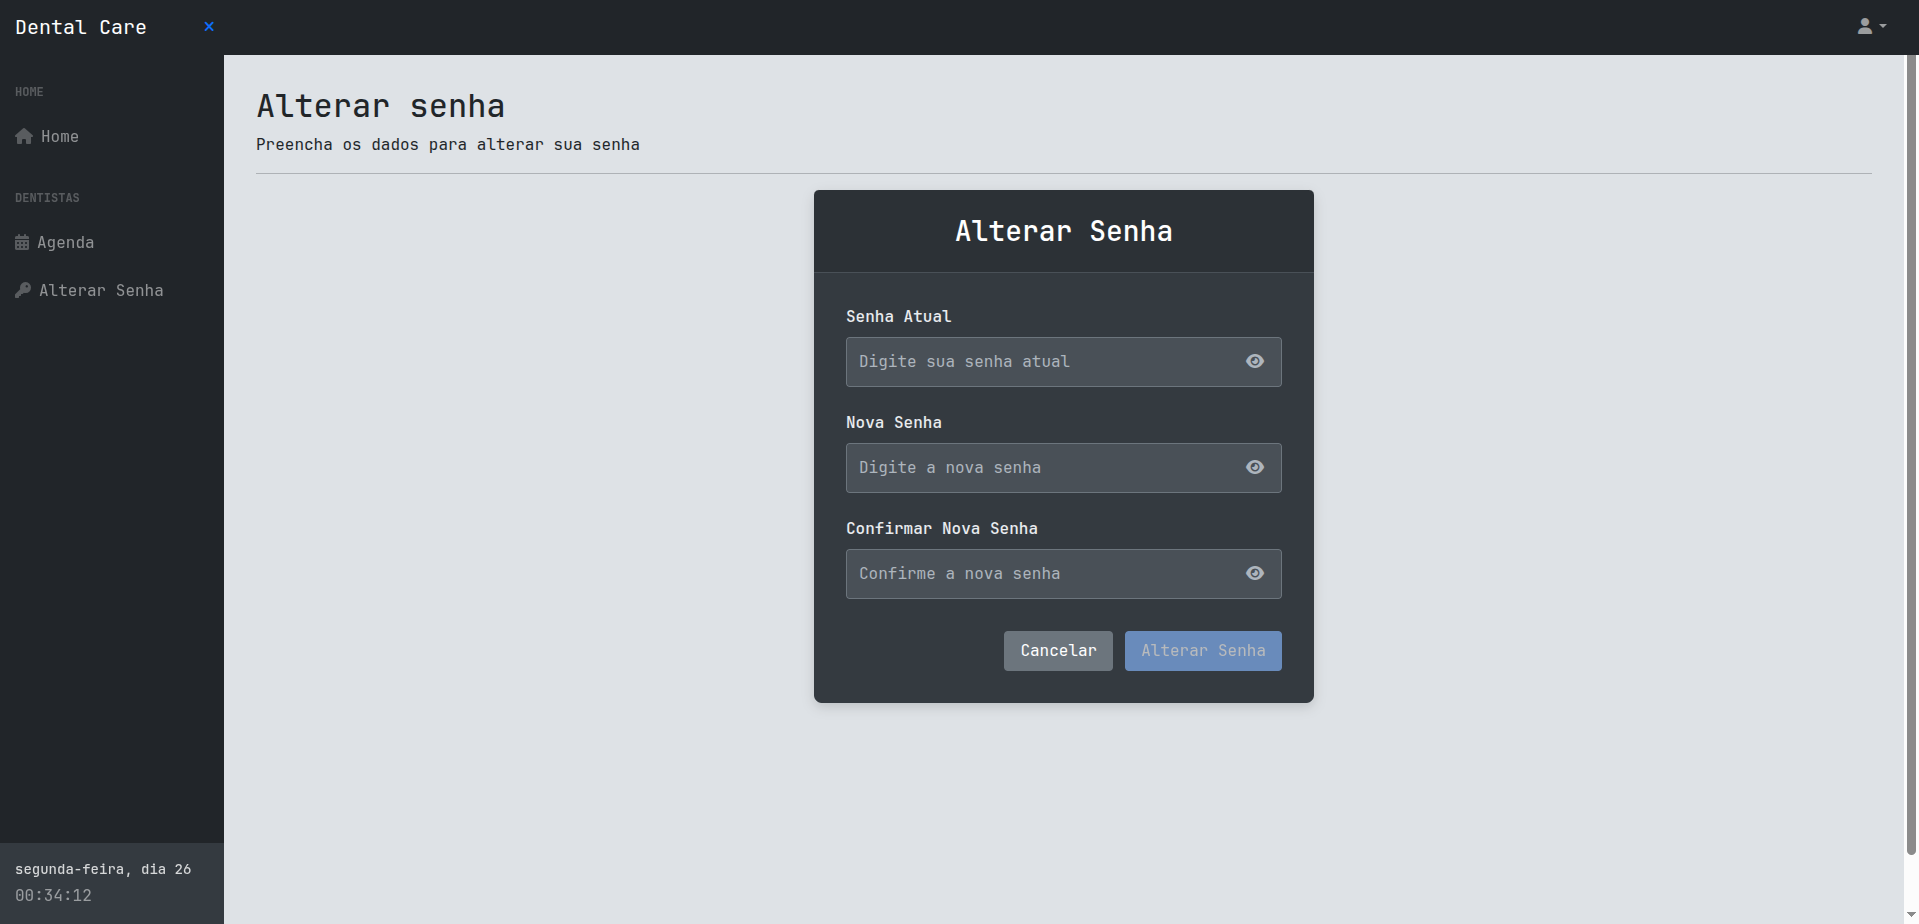 Dental Care
HOME
Home
DENTISTAS
Agenda
Alterar Senha
segunda-feira, dia 26
00:34:12
Alterar senha
Preencha os dados para alterar sua senha
Alterar Senha
Senha Atual
Digite sua senha atual
Nova Senha
Digite a nova senha
Confirmar Nova Senha
Confirme a nova senha
Cancelar
Alterar Senha